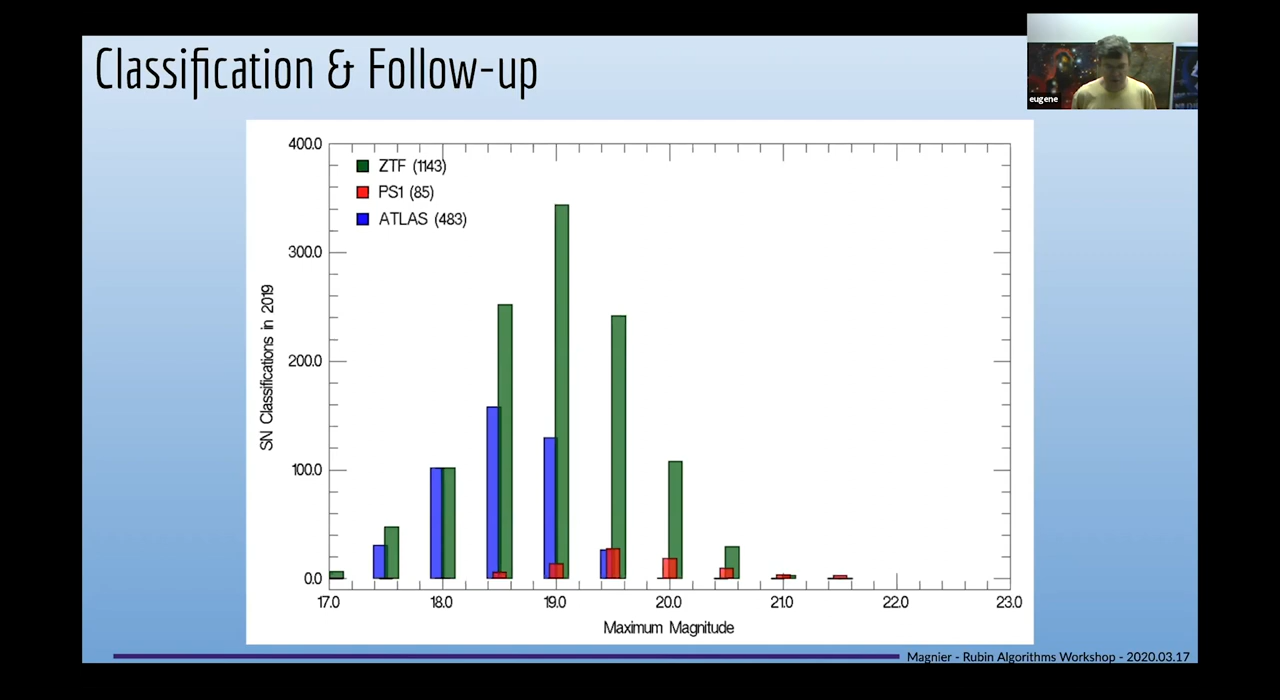 Classification & Follow-up
eugene
400.0
ZTF (1143)
PS1 (85)
ATLAS (483)
300.0
200.0
100.0
0.0
SN Classifications in 2019
17.0 18.0 19.0 20.0 21.0 22.0 23.0
Maximum Magnitude
Magnier - Rubin Algorithms Workshop - 2020.03.17